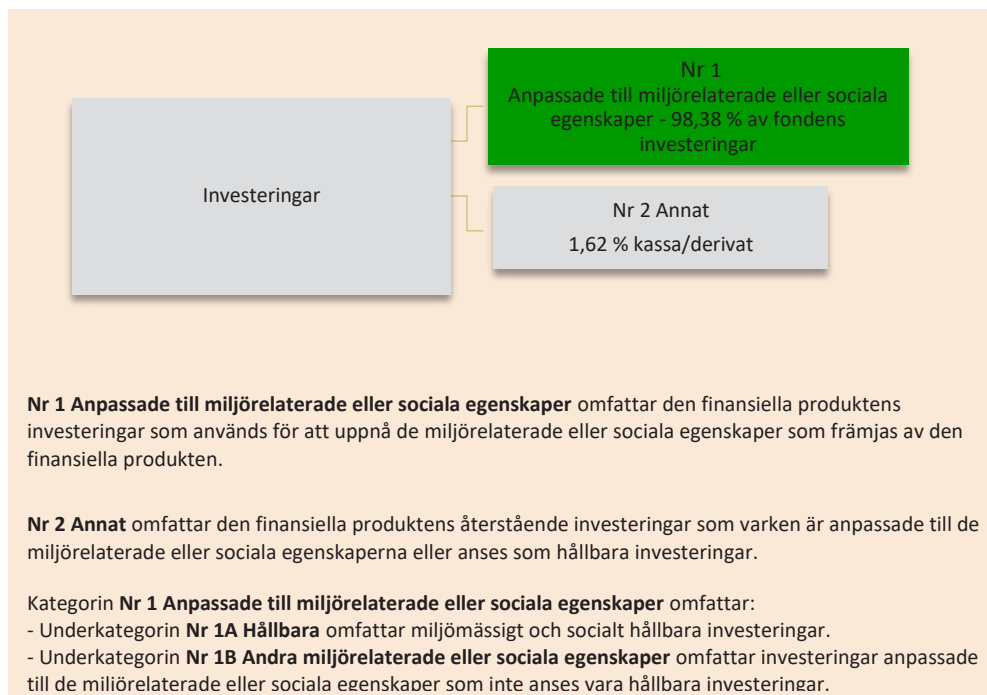 Nr 1
Anpassade till miljörelaterade eller sociala
egenskaper - 98,38 % av fondens
investeringar
Investeringar
Nr 2 Annat
1,62 % kassa/derivat
Nr 1 Anpassade till miljörelaterade eller sociala egenskaper omfattar den finansiella produktens
investeringar som används för att uppnå de miljörelaterade eller sociala egenskaper som främjas av den
finansiella produkten.
Nr 2 Annat omfattar den finansiella produktens återstående investeringar som varken är anpassade till de
miljörelaterade eller sociala egenskaperna eller anses som hållbara investeringar.
Kategorin Nr 1 Anpassade till miljörelaterade eller sociala egenskaper omfattar:
- Underkategorin Nr 1A Hållbara omfattar miljömässigt och socialt hållbara investeringar.
- Underkategorin Nr 1B Andra miljörelaterade eller sociala egenskaper omfattar investeringar anpassade
till de miljörelaterade eller sociala egenskaper som inte anses vara hållbara investeringar.